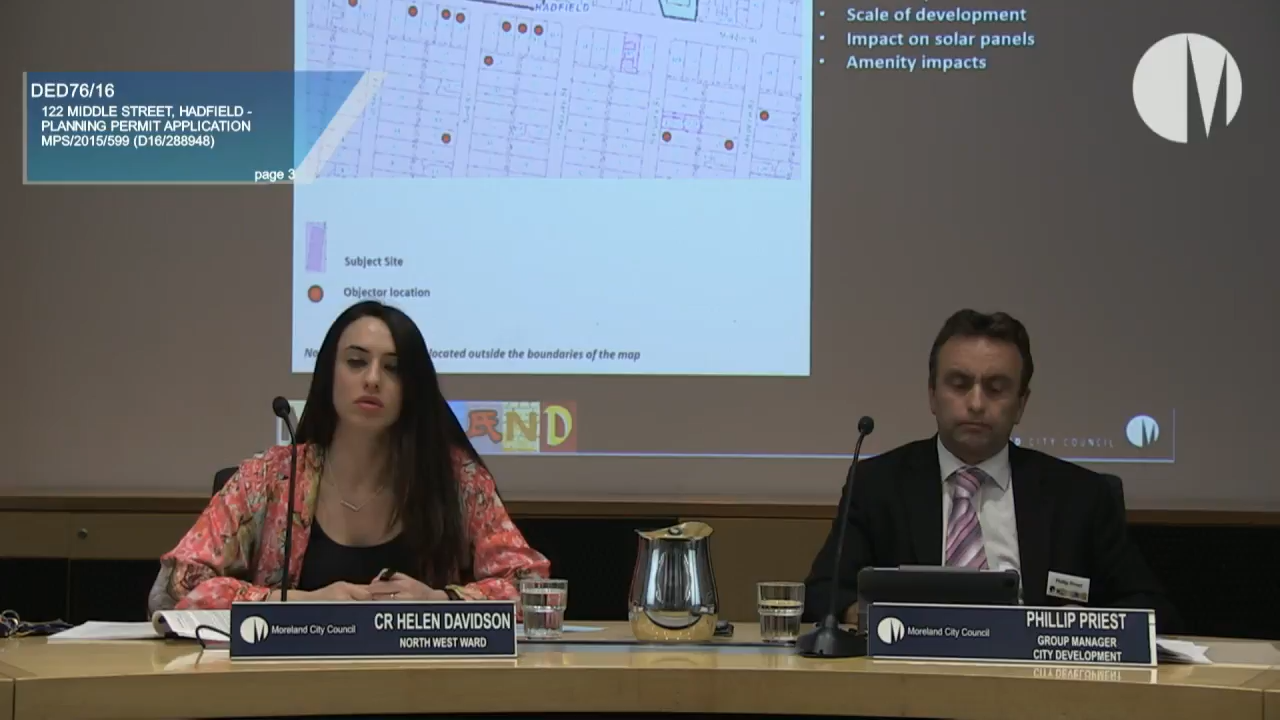 HADFIELD
Scale of development
Impact on solar panels
Amenity impacts
DED76/16
122 MIDDLE STREET, HADFIELD -
PLANNING PERMIT APPLICATION
MPS/2015/599 (D16/288948)
page 3
Subject Site
Objector location
located outside the boundaries of the map
AND
CITY COUNCIL
Moreland City Council
CR HELEN DAVIDSON
NORTH WEST WARD
Phillip Priest
Moreland City Council
PHILLIP PRIEST
GROUP MANAGER
CITY DEVELOPMENT